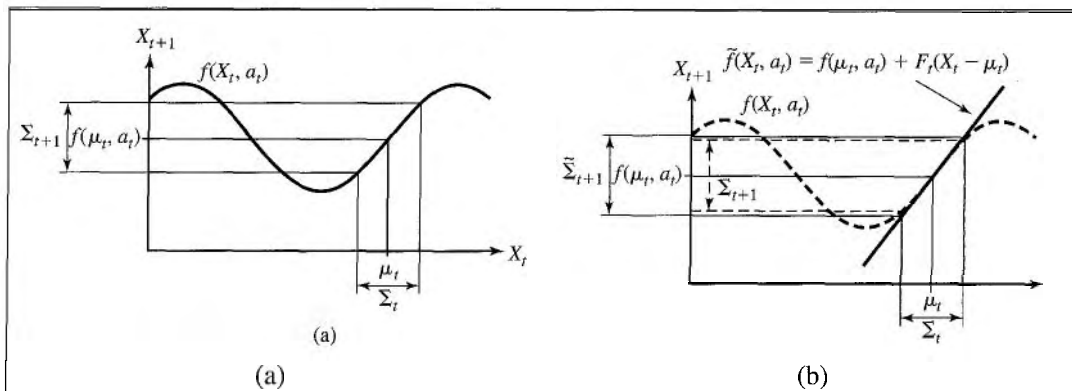 X_{t+1}
f(X_t, a_t)
Σ_{t+1}
f(μ_t, a_t)
X_t
μ_t
Σ_t
(a)
(a)
f̃(X_t, a_t) = f(μ_t, a_t) + F_t(X_t − μ_t)
X_{t+1}
f(X_t, a_t)
Σ̃_{t+1}
f(μ_t, a_t)
Σ_{t+1}
μ_t
Σ_t
(b)